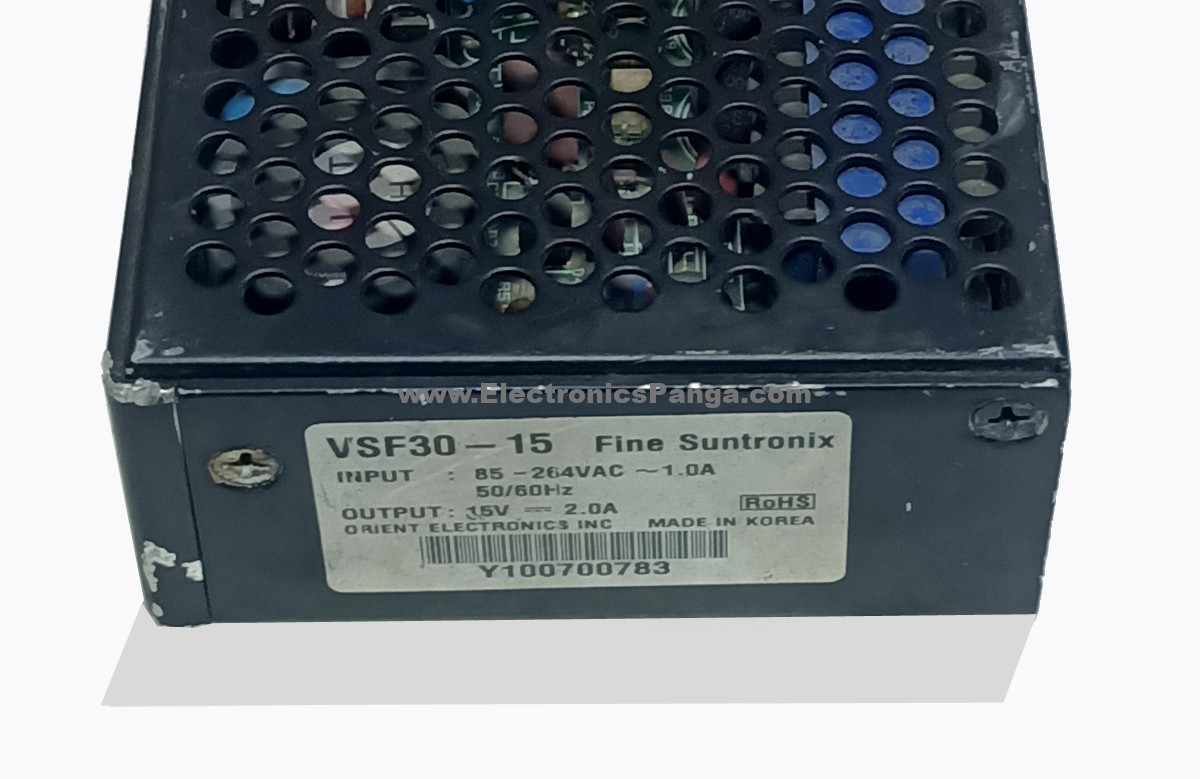 www.ElectronicsPanga.com
VSF30-15 Fine Suntronix
INPUT : 85-264VAC ~1.0A
50/60Hz
OUTPUT: 15V ⎓ 2.0A RoHS
ORIENT ELECTRONICS INC MADE IN KOREA
Y100700783